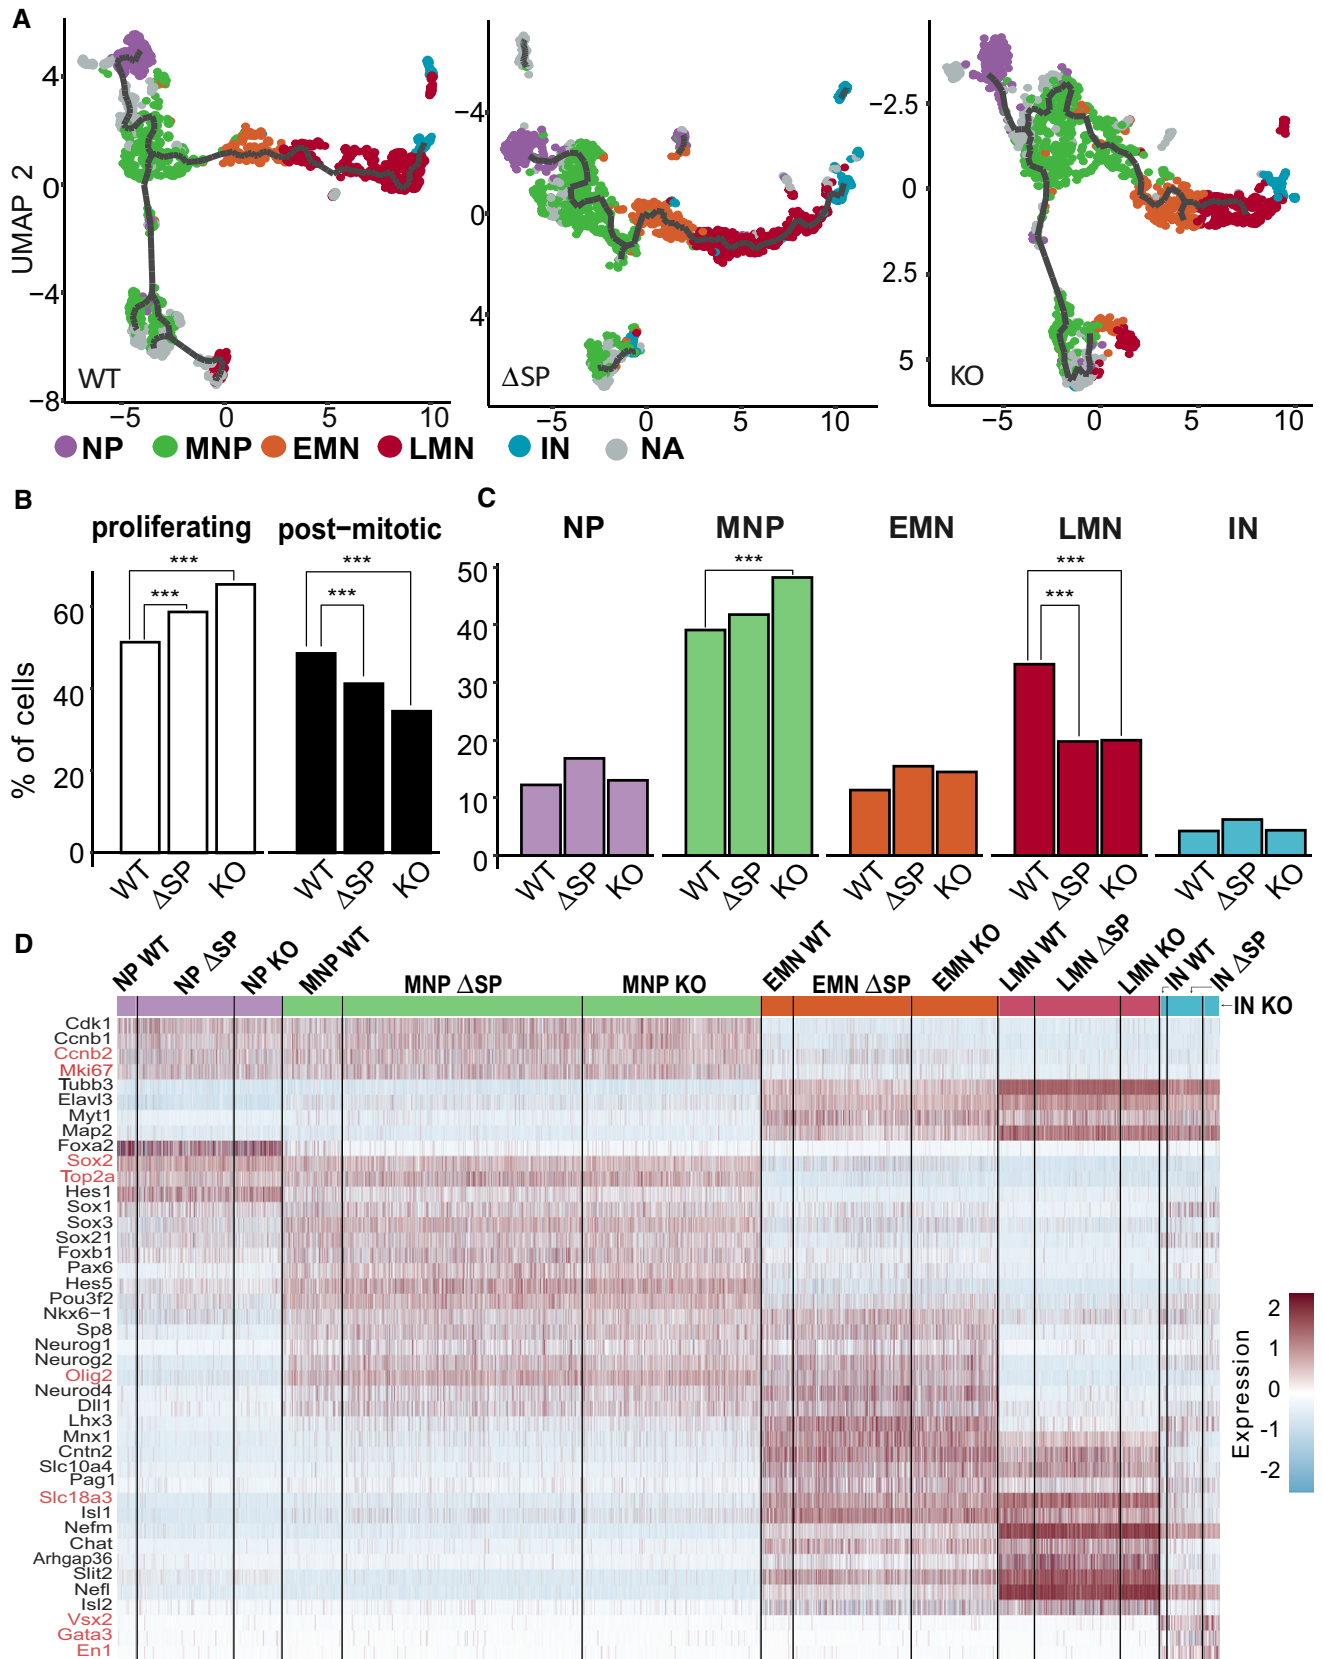 A
UMAP 2
4
0
−4
−8
−5
0
5
10
WT
−4
0
4
−5
0
5
10
ΔSP
−2.5
0
2.5
5
−5
0
5
10
KO
NP
MNP
EMN
LMN
IN
NA
B
proliferating
post−mitotic
% of cells
60
40
20
0
***
***
***
***
WT
ΔSP
KO
WT
ΔSP
KO
C
NP
MNP
EMN
LMN
IN
50
40
30
20
10
0
***
***
***
WT
ΔSP
KO
WT
ΔSP
KO
WT
ΔSP
KO
WT
ΔSP
KO
WT
ΔSP
KO
D
NP WT
NP ΔSP
NP KO
MNP WT
MNP ΔSP
MNP KO
EMN WT
EMN ΔSP
EMN KO
LMN WT
LMN ΔSP
LMN KO
IN WT
IN ΔSP
IN KO
Cdk1
Ccnb1
Ccnb2
Mki67
Tubb3
Elavl3
Myt1
Map2
Foxa2
Sox2
Top2a
Hes1
Sox1
Sox3
Sox21
Foxb1
Pax6
Hes5
Pou3f2
Nkx6−1
Sp8
Neurog1
Neurog2
Olig2
Neurod4
Dll1
Lhx3
Mnx1
Cntn2
Slc10a4
Pag1
Slc18a3
Isl1
Nefm
Chat
Arhgap36
Slit2
Nefl
Isl2
Vsx2
Gata3
En1
Expression
2
1
0
-1
-2